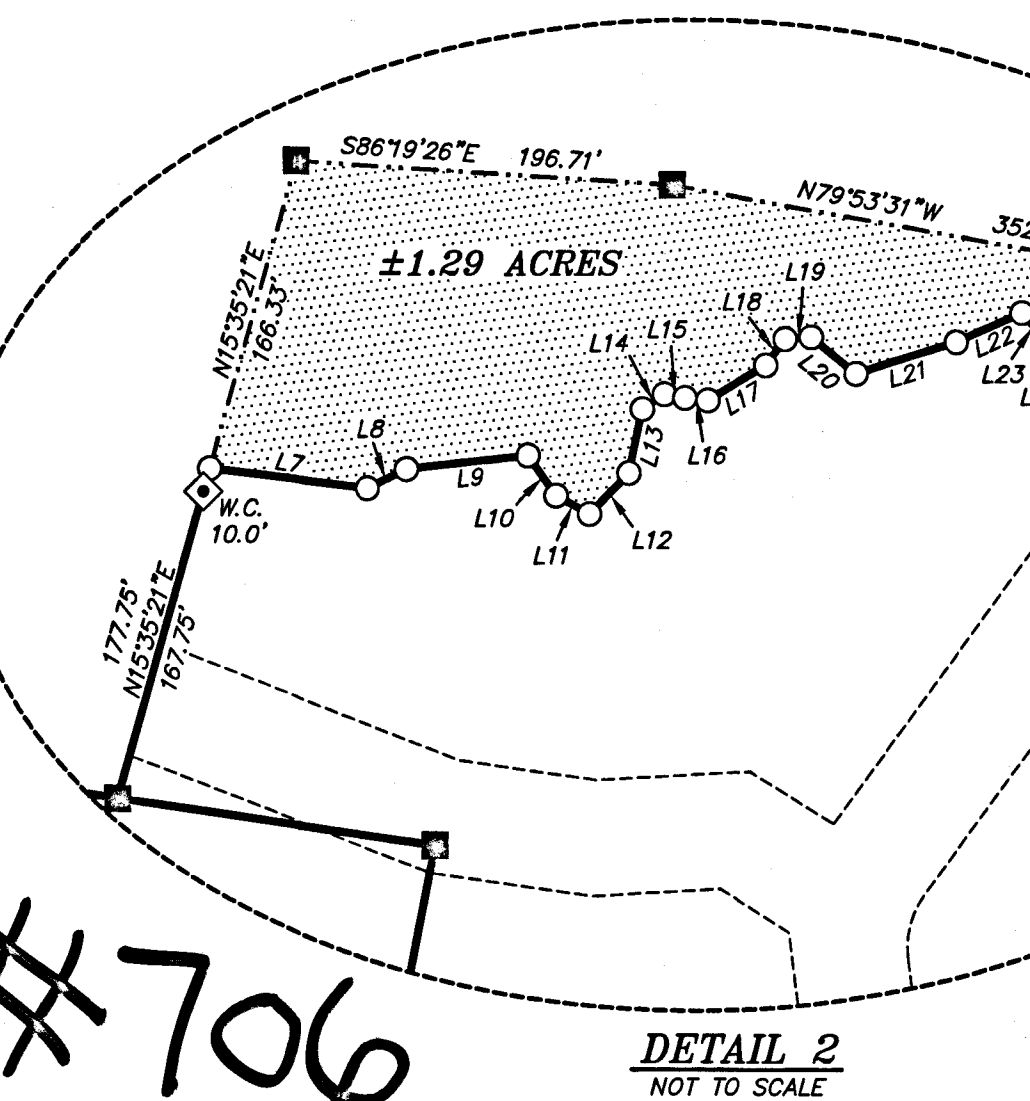 S86°19'26"E 196.71'
N79°53'31"W
352
±1.29 ACRES
N15°35'21"E
166.33'
L19
L18
L15
L14
L22
L20
L21
L23
L
L17
L13
L16
L8
L7
L9
L10
L12
L11
W.C.
10.0'
177.75'
N15°35'21"E
167.75'
#706
DETAIL 2
NOT TO SCALE